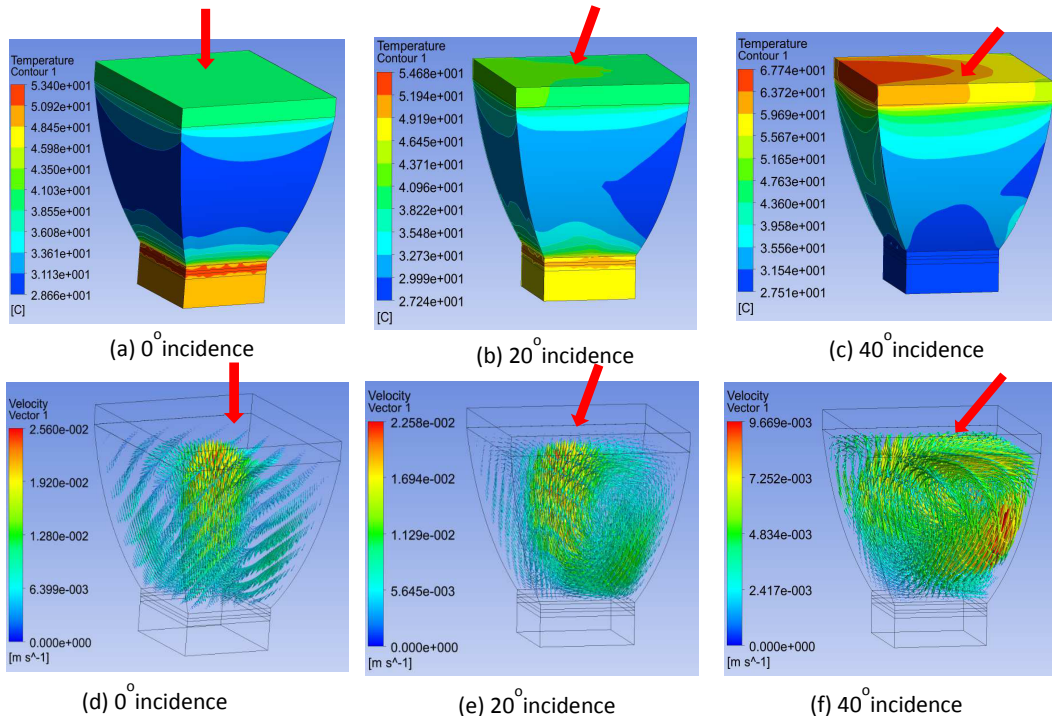 Temperature
Contour 1
5.340e+001
5.092e+001
4.845e+001
4.598e+001
4.350e+001
4.103e+001
3.855e+001
3.608e+001
3.361e+001
3.113e+001
2.866e+001
[C]
(a) 0°incidence
Temperature
Contour 1
5.468e+001
5.194e+001
4.919e+001
4.645e+001
4.371e+001
4.096e+001
3.822e+001
3.548e+001
3.273e+001
2.999e+001
2.724e+001
[C]
(b) 20°incidence
Temperature
Contour 1
6.774e+001
6.372e+001
5.969e+001
5.567e+001
5.165e+001
4.763e+001
4.360e+001
3.958e+001
3.556e+001
3.154e+001
2.751e+001
[C]
(c) 40°incidence
Velocity
Vector 1
2.560e-002
1.920e-002
1.280e-002
6.399e-003
0.000e+000
[m s^-1]
(d) 0°incidence
Velocity
Vector 1
2.258e-002
1.694e-002
1.129e-002
5.645e-003
0.000e+000
[m s^-1]
(e) 20°incidence
Velocity
Vector 1
9.669e-003
7.252e-003
4.834e-003
2.417e-003
0.000e+000
[m s^-1]
(f) 40°incidence